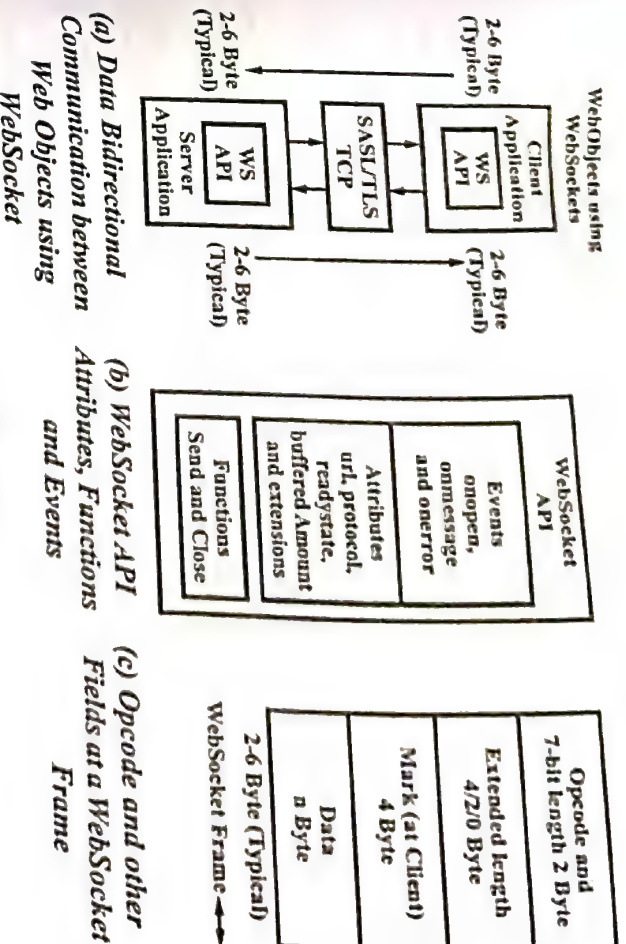 WebObjects using
WebSockets
2-6 Byte
(Typical)
Client
Application
WS
API
2-6 Byte
(Typical)
SASL/TLS
TCP
2-6 Byte
(Typical)
WS
API
Server
Application
2-6 Byte
(Typical)
(a) Data Bidirectional
Communication between
Web Objects using
WebSocket
WebSocket
API
Events
onopen,
onmessage
and onerror
Attributes
url, protocol,
readystate,
buffered Amount
and extensions
Functions
Send and Close
(b) WebSocket API
Attributes, Functions
and Events
Opcode and
7-bit length 2 Byte
Extended length
4/2/0 Byte
Mark (at Client)
4 Byte
Data
n Byte
2-6 Byte (Typical)
WebSocket Frame
(c) Opcode and other
Fields at a WebSocket
Frame